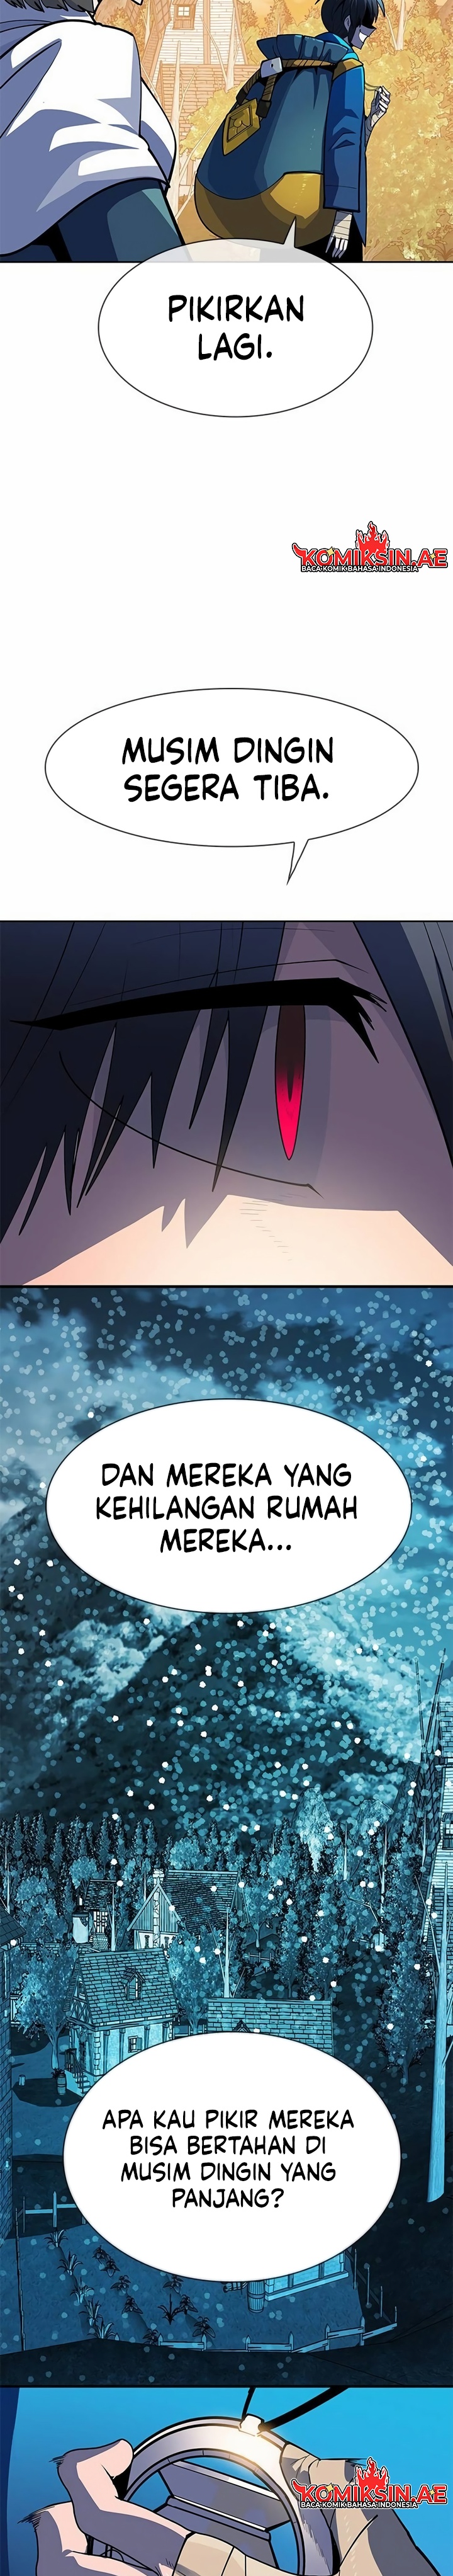 PIKIRKAN
LAGI.
KOMIKSIN.AE
BACA KOMIK BAHASA INDONESIA
MUSIM DINGIN
SEGERA TIBA.
DAN MEREKA YANG
KEHILANGAN RUMAH
MEREKA...
APA KAU PIKIR MEREKA
BISA BERTAHAN DI
MUSIM DINGIN YANG
PANJANG?
KOMIKSIN.AE
BACA KOMIK BAHASA INDONESIA